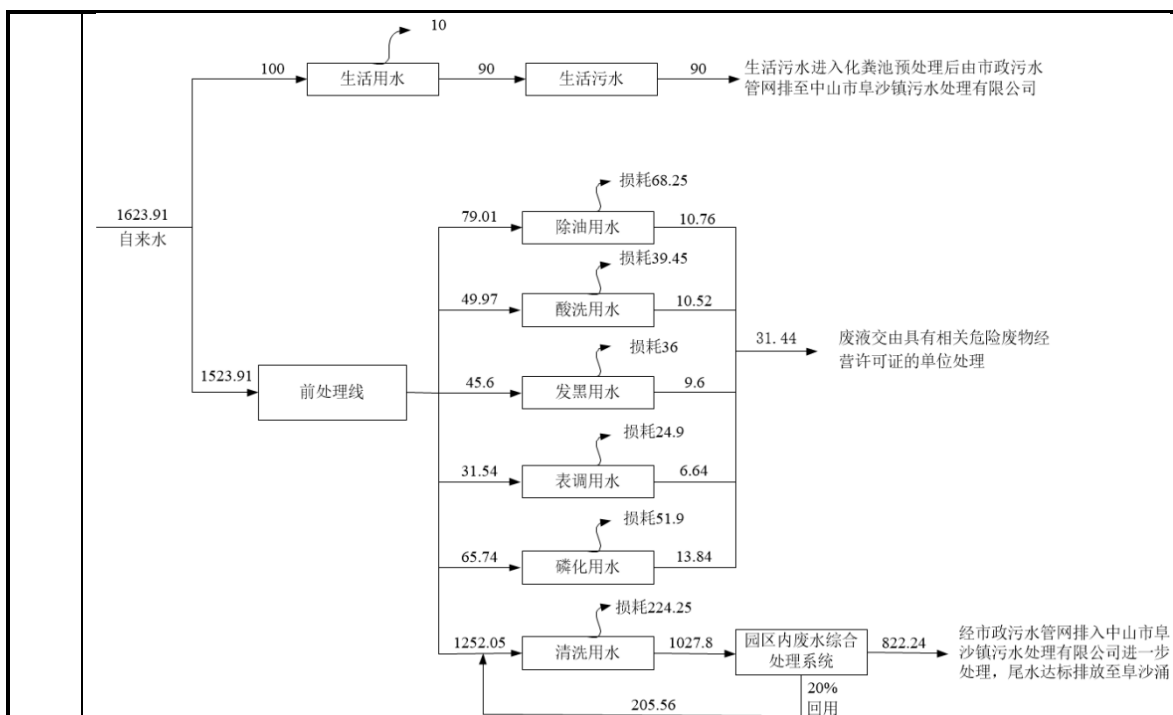 10
100
生活用水
90
生活污水
90
生活污水进入化粪池预处理后由市政污水
管网排至中山市阜沙镇污水处理有限公司
1623.91
自来水
损耗68.25
79.01
除油用水
10.76
损耗39.45
49.97
酸洗用水
10.52
31.44
废液交由具有相关危险废物经
营许可证的单位处理
损耗36
1523.91
前处理线
45.6
发黑用水
9.6
损耗24.9
31.54
表调用水
6.64
损耗51.9
65.74
磷化用水
13.84
损耗224.25
1252.05
清洗用水
1027.8
园区内废水综合
处理系统
822.24
经市政污水管网排入中山市阜
沙镇污水处理有限公司进一步
处理，尾水达标排放至阜沙涌
20%
回用
205.56